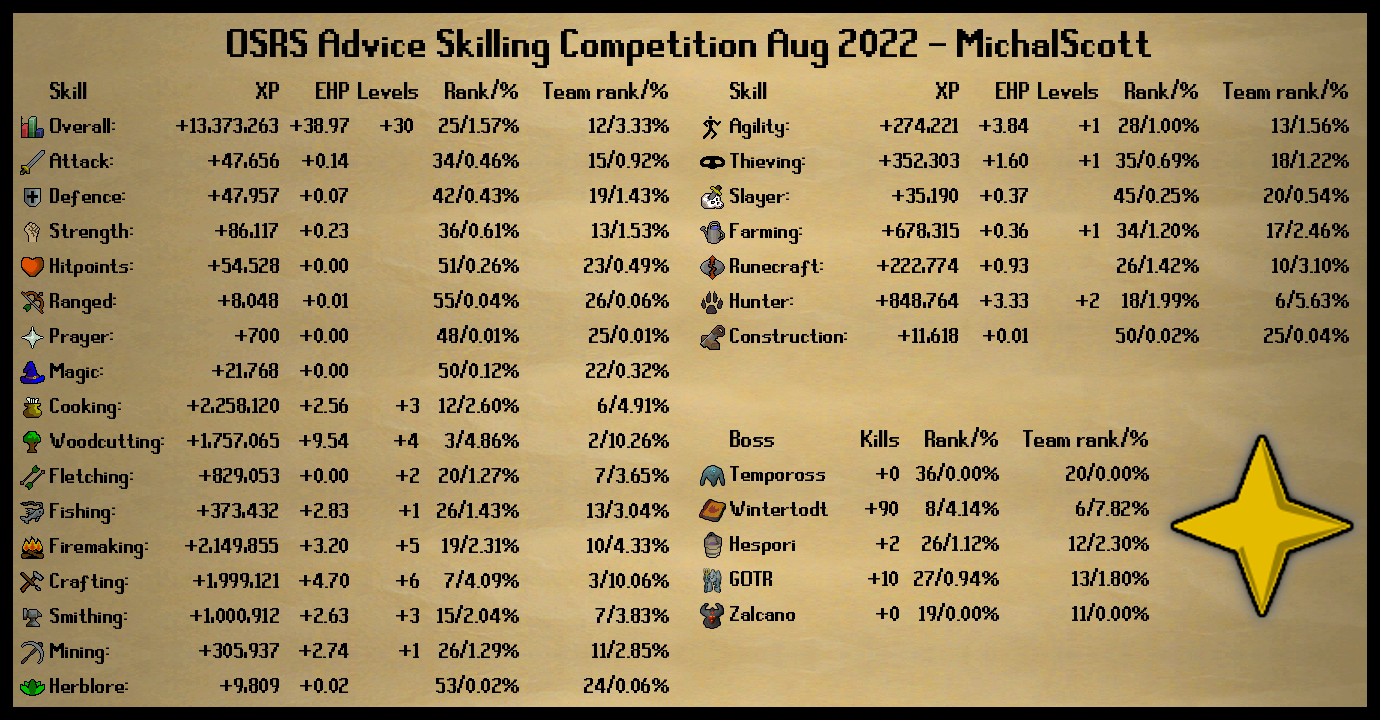 OSRS Advice Skilling Competition Aug 2022 - MichalScott
Skill XP EHP Levels Rank/% Team rank/%
Overall: +13,373,263 +38.97 +30 25/1.57% 12/3.33%
Attack: +47,656 +0.14 34/0.46% 15/0.92%
Defence: +47,957 +0.07 42/0.43% 19/1.43%
Strength: +86,117 +0.23 36/0.61% 13/1.53%
Hitpoints: +54,528 +0.00 51/0.26% 23/0.49%
Ranged: +8,048 +0.01 55/0.04% 26/0.06%
Prayer: +700 +0.00 48/0.01% 25/0.01%
Magic: +21,768 +0.00 50/0.12% 22/0.32%
Cooking: +2,258,120 +2.56 +3 12/2.60% 6/4.91%
Woodcutting: +1,757,065 +9.54 +4 3/4.86% 2/10.26%
Fletching: +829,053 +0.00 +2 20/1.27% 7/3.65%
Fishing: +373,432 +2.83 +1 26/1.43% 13/3.04%
Firemaking: +2,149,855 +3.20 +5 19/2.31% 10/4.33%
Crafting: +1,999,121 +4.70 +6 7/4.09% 3/10.06%
Smithing: +1,000,912 +2.63 +3 15/2.04% 7/3.83%
Mining: +305,937 +2.74 +1 26/1.29% 11/2.85%
Herblore: +9,809 +0.02 53/0.02% 24/0.06%
Skill XP EHP Levels Rank/% Team rank/%
Agility: +274,221 +3.84 +1 28/1.00% 13/1.56%
Thieving: +352,303 +1.60 +1 35/0.69% 18/1.22%
Slayer: +35,190 +0.37 45/0.25% 20/0.54%
Farming: +678,315 +0.36 +1 34/1.20% 17/2.46%
Runecraft: +222,774 +0.93 26/1.42% 10/3.10%
Hunter: +848,764 +3.33 +2 18/1.99% 6/5.63%
Construction: +11,618 +0.01 50/0.02% 25/0.04%
Boss Kills Rank/% Team rank/%
Tempoross +0 36/0.00% 20/0.00%
Wintertodt +90 8/4.14% 6/7.82%
Hespori +2 26/1.12% 12/2.30%
GOTR +10 27/0.94% 13/1.80%
Zalcano +0 19/0.00% 11/0.00%